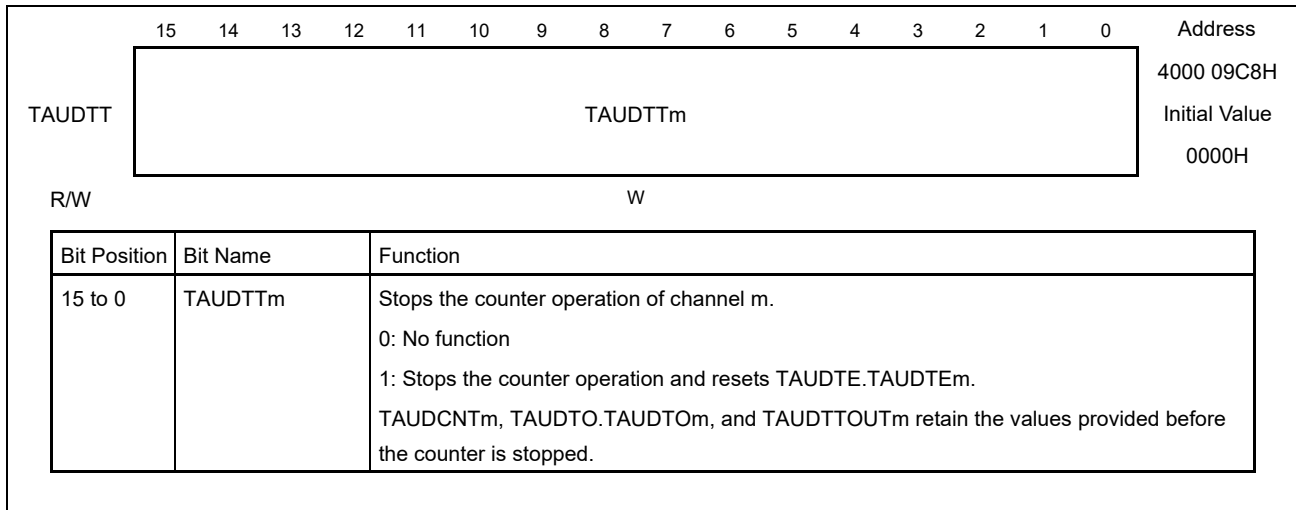 15 14 13 12 11 10 9 8 7 6 5 4 3 2 1 0 Address
4000 09C8H
TAUDTT TAUDTTm Initial Value
0000H
R/W W
Bit Position Bit Name Function
15 to 0 TAUDTTm Stops the counter operation of channel m.
0: No function
1: Stops the counter operation and resets TAUDTE.TAUDTEm.
TAUDCNTm, TAUDTO.TAUDTOm, and TAUDTTOUTm retain the values provided before
the counter is stopped.